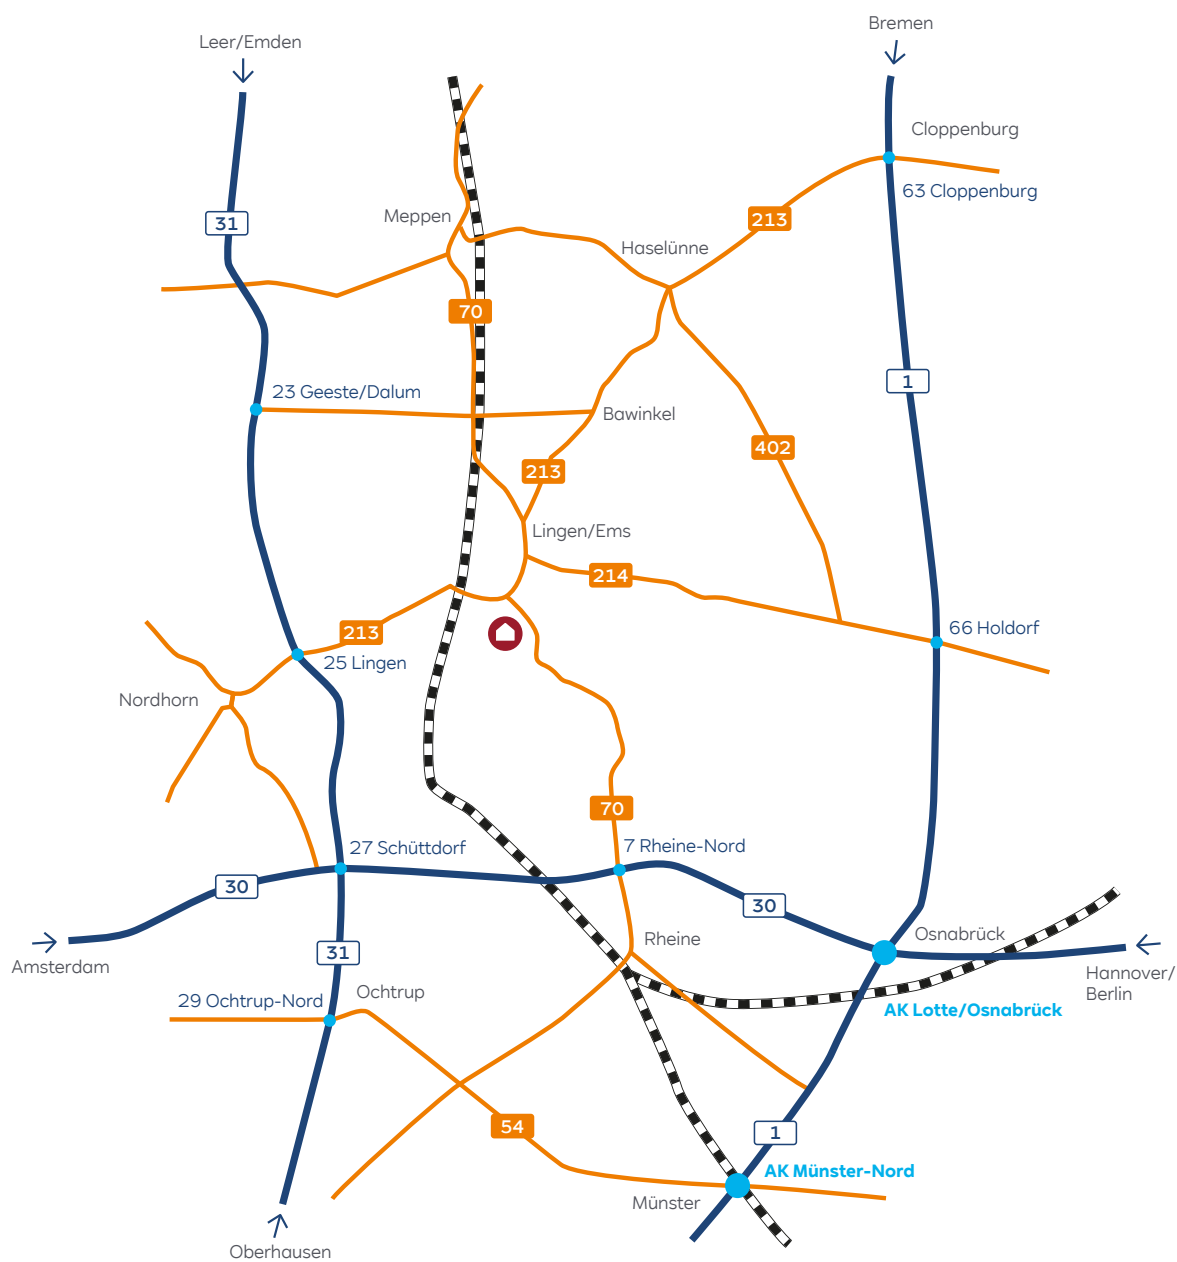 Bremen
Leer/Emden
Cloppenburg
63 Cloppenburg
Meppen
213
31
Haselünne
70
1
23 Geeste/Dalum
Bawinkel
402
213
Lingen/Ems
214
213
66 Holdorf
25 Lingen
Nordhorn
70
27 Schüttdorf
7 Rheine-Nord
30
30
Osnabrück
Rheine
31
Amsterdam
Hannover/
Berlin
29 Ochtrup-Nord
Ochtrup
AK Lotte/Osnabrück
54
1
AK Münster-Nord
Münster
Oberhausen